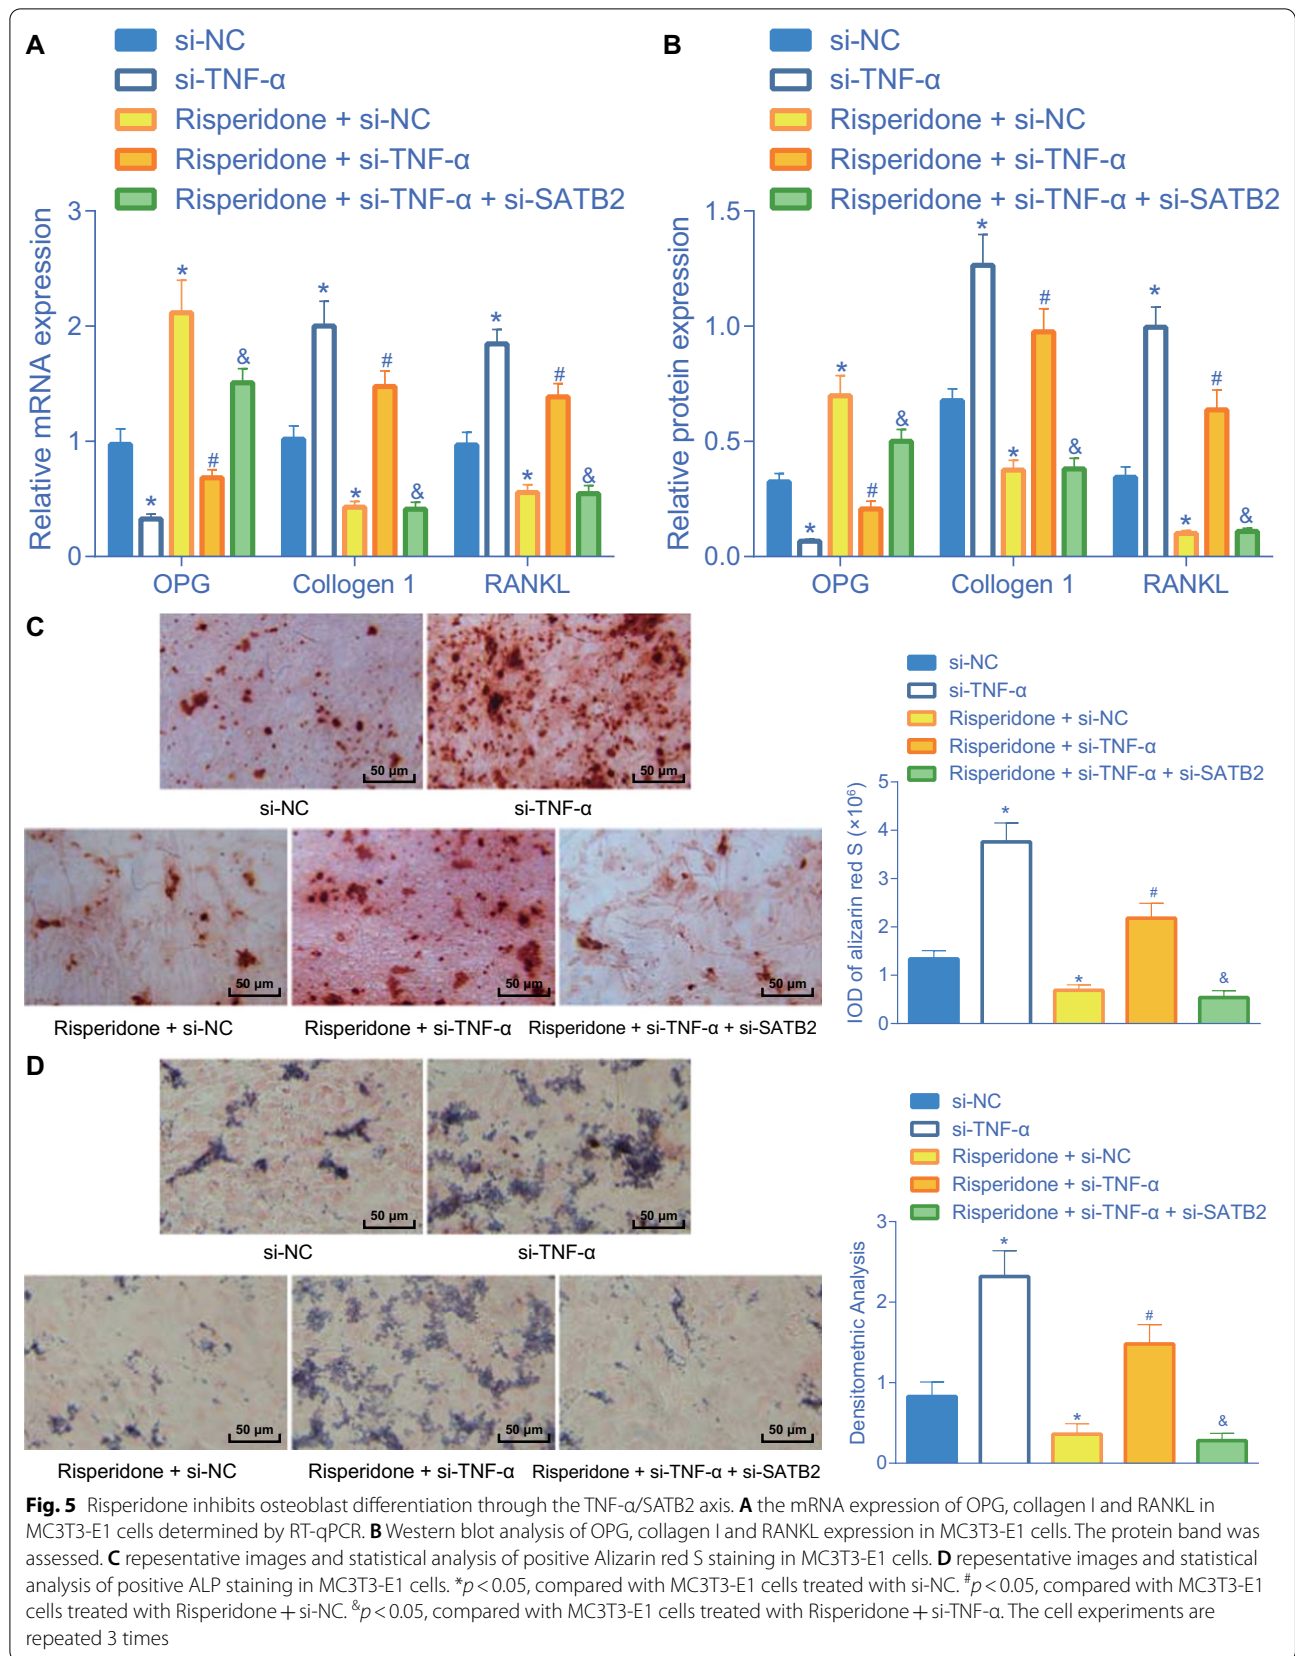 A
si-NC
si-TNF-α
Risperidone + si-NC
Risperidone + si-TNF-α
Risperidone + si-TNF-α + si-SATB2
Relative mRNA expression
3
2
1
0
*
*
#
&
*
*
#
&
*
*
#
&
OPG
Collogen 1
RANKL
B
si-NC
si-TNF-α
Risperidone + si-NC
Risperidone + si-TNF-α
Risperidone + si-TNF-α + si-SATB2
Relative protein expression
1.5
1.0
0.5
0.0
*
*
#
&
*
*
#
&
*
*
#
&
OPG
Collogen 1
RANKL
C
50 μm
50 μm
si-NC
si-TNF-α
50 μm
50 μm
50 μm
Risperidone + si-NC
Risperidone + si-TNF-α
Risperidone + si-TNF-α + si-SATB2
si-NC
si-TNF-α
Risperidone + si-NC
Risperidone + si-TNF-α
Risperidone + si-TNF-α + si-SATB2
IOD of alizarin red S (×10⁶)
5
4
3
2
1
0
*
*
#
&
D
50 μm
50 μm
si-NC
si-TNF-α
50 μm
50 μm
50 μm
Risperidone + si-NC
Risperidone + si-TNF-α
Risperidone + si-TNF-α + si-SATB2
si-NC
si-TNF-α
Risperidone + si-NC
Risperidone + si-TNF-α
Risperidone + si-TNF-α + si-SATB2
Densitometnic Analysis
3
2
1
0
*
*
#
&
Fig. 5 Risperidone inhibits osteoblast differentiation through the TNF-α/SATB2 axis. A the mRNA expression of OPG, collagen I and RANKL in
MC3T3-E1 cells determined by RT-qPCR. B Western blot analysis of OPG, collagen I and RANKL expression in MC3T3-E1 cells. The protein band was
assessed. C repesentative images and statistical analysis of positive Alizarin red S staining in MC3T3-E1 cells. D repesentative images and statistical
analysis of positive ALP staining in MC3T3-E1 cells. *p < 0.05, compared with MC3T3-E1 cells treated with si-NC. #p < 0.05, compared with MC3T3-E1
cells treated with Risperidone + si-NC. &p < 0.05, compared with MC3T3-E1 cells treated with Risperidone + si-TNF-α. The cell experiments are
repeated 3 times